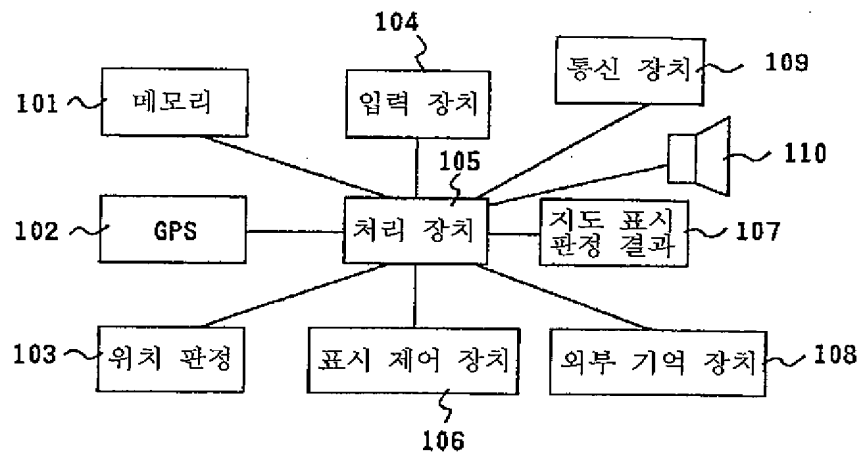 104
통신 장치
109
101
메모리
입력 장치
105
110
102
GPS
처리 장치
지도 표시
판정 결과
107
103
위치 판정
표시 제어 장치
외부 기억 장치
108
106